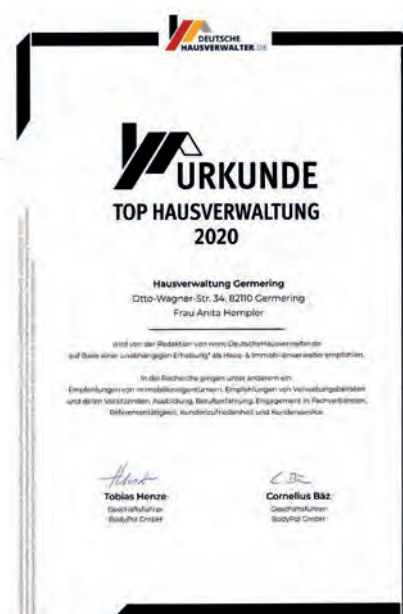 DEUTSCHE
HAUSVERWALTER.DE
URKUNDE
TOP HAUSVERWALTUNG
2020
Hausverwaltung Germering
Otto-Wagner-Str. 34, 82110 Germering
Frau Anita Hempler
wird von der Redaktion von www.DeutscheHausverwalter.de
auf Basis einer unabhängigen Erhebung* als Haus- & Immobilienverwalter empfohlen.
In die Recherche gingen unter anderem ein:
Empfehlungen von Immobilieneigentümern, Empfehlungen von Verwaltungsbeiräten
und deren Vorsitzenden, Ausbildung, Berufserfahrung, Engagement in Fachverbänden,
Referententätigkeit, Kundenzufriedenheit und Kundenservice.
Tobias Henze
Geschäftsführer
BodyPol GmbH
Cornelius Bäz
Geschäftsführer
BodyPol GmbH